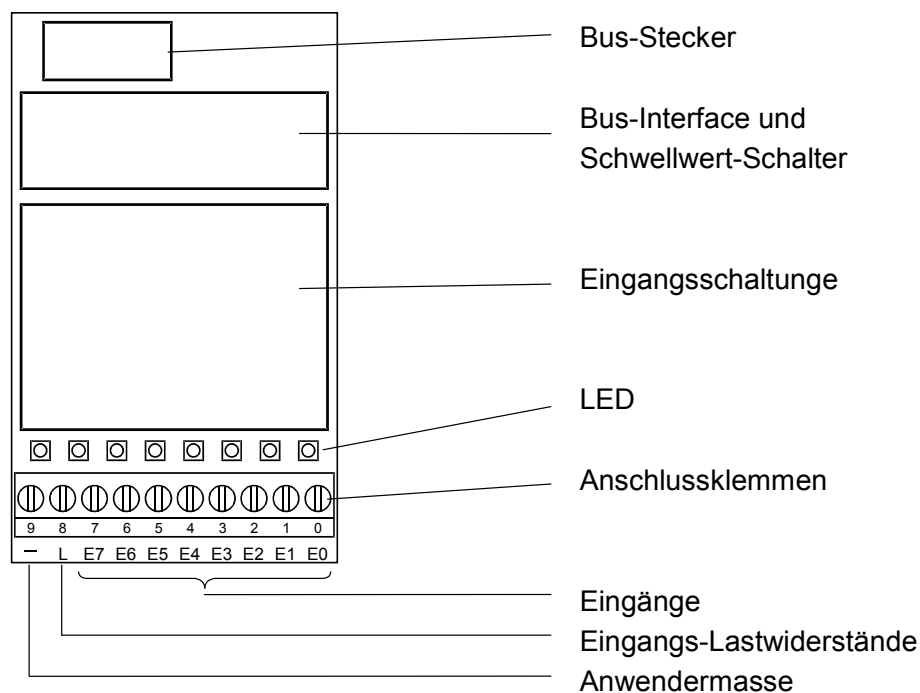 Bus-Stecker
Bus-Interface und
Schwellwert-Schalter
Eingangsschaltunge
LED
Anschlussklemmen
9 8 7 6 5 4 3 2 1 0
– L E7 E6 E5 E4 E3 E2 E1 E0
Eingänge
Eingangs-Lastwiderstände
Anwendermasse